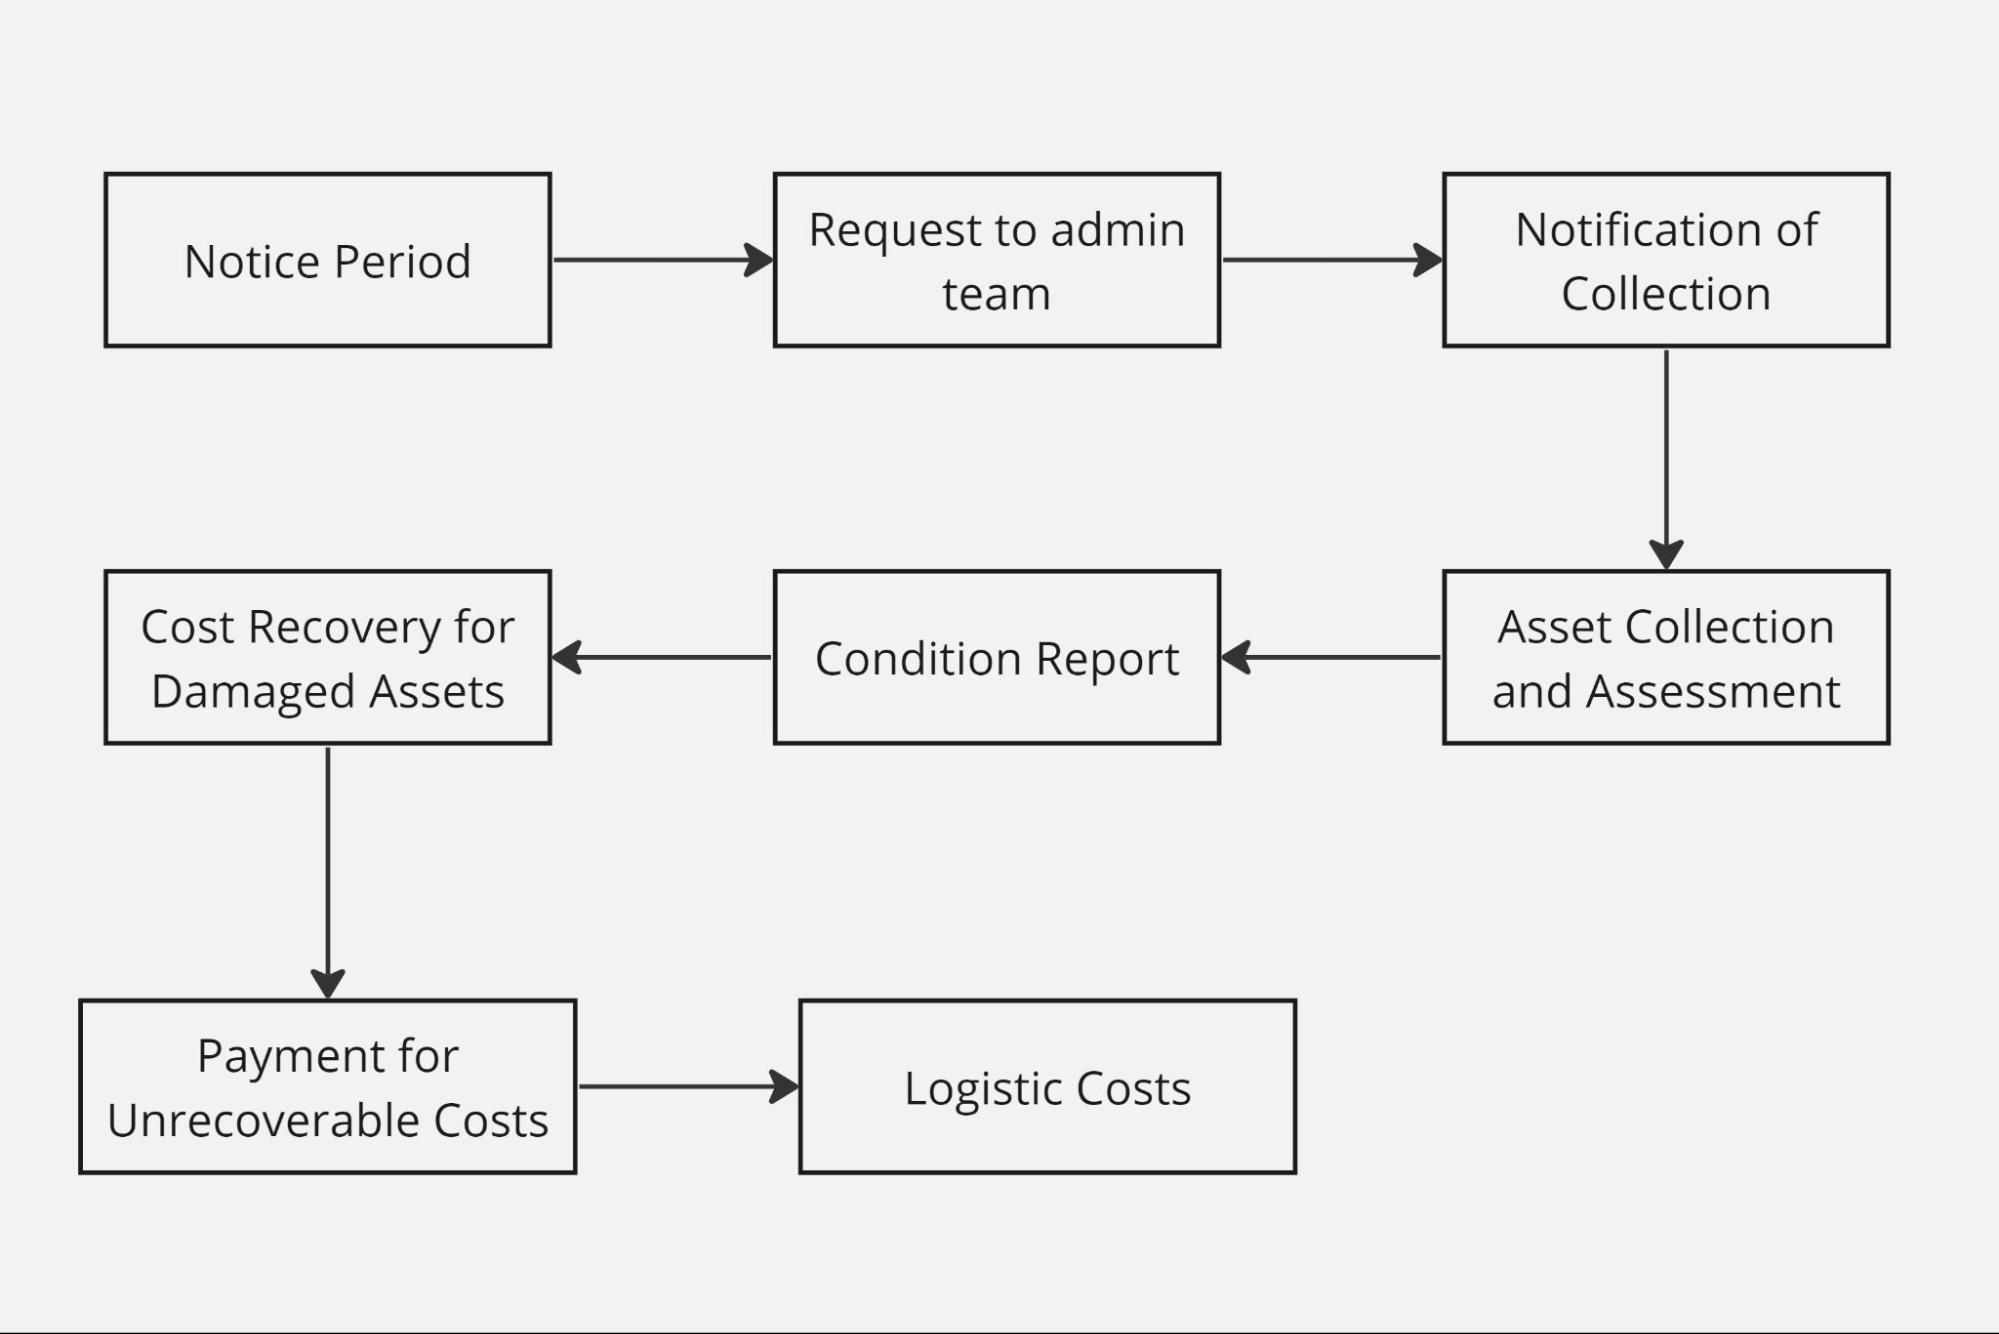 Notice Period
Request to admin
team
Notification of
Collection
Cost Recovery for
Damaged Assets
Condition Report
Asset Collection
and Assessment
Payment for
Unrecoverable Costs
Logistic Costs